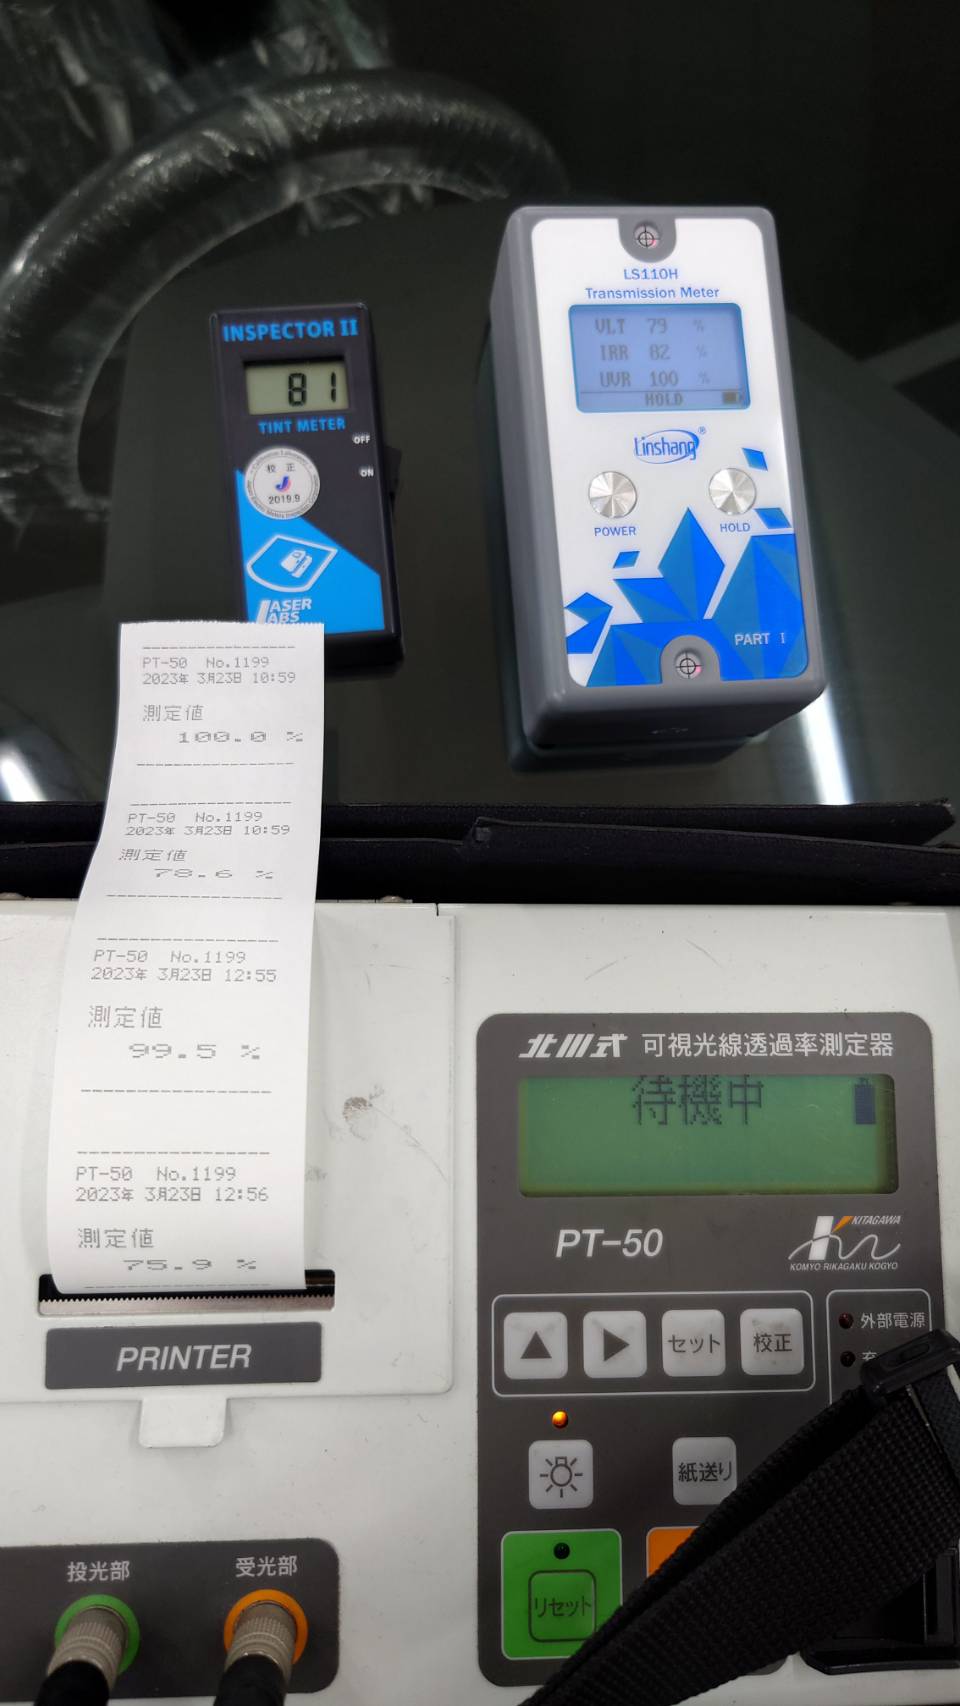 INSPECTOR II
81
TINT METER
OFF
ON
校正
J
2019.9
LASER
LABS
LS110H
Transmission Meter
VLT 79 %
IRR 82 %
UVR 100 %
HOLD
Linshang®
POWER
HOLD
PART I
PT-50 No.1199
2023年 3月23日 10:59
測定値
100.0 %
PT-50 No.1199
2023年 3月23日 10:59
測定値
78.6 %
PT-50 No.1199
2023年 3月23日 12:55
測定値
99.5 %
PT-50 No.1199
2023年 3月23日 12:56
測定値
75.9 %
PRINTER
投光部
受光部
北川式 可視光線透過率測定器
待機中
PT-50
KITAGAWA
KOMYO RIKAGAKU KOGYO
▲
▶
セット
校正
外部電源
紙送り
リセット